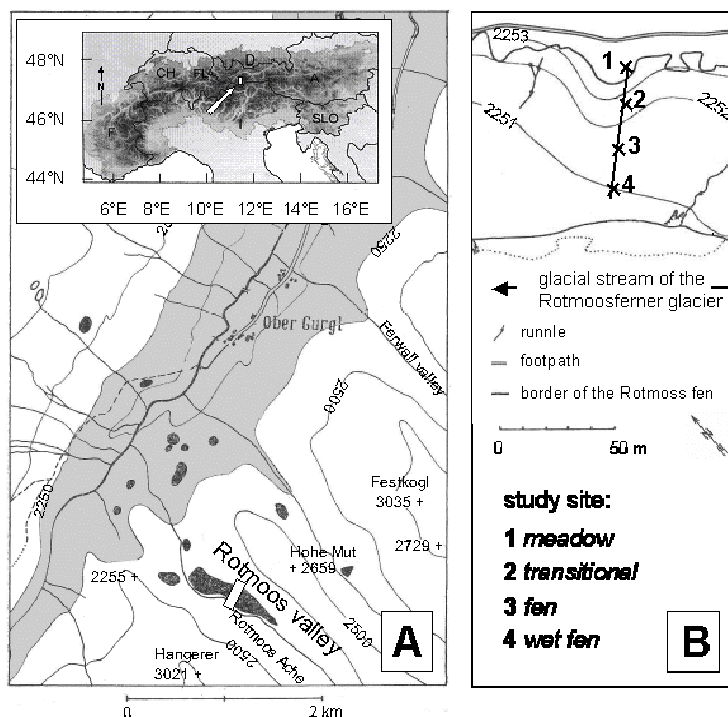 48°N
46°N
44°N
6°E 8°E 10°E 12°E 14°E 16°E
N
CH FL D A
F I SLO
2250
Ober Gurgl
Ferwall valley
2500
2250
Festkogl
3035 +
2729 +
Hohe Mut
+ 2659
2255 +
Rotmoos valley
Rotmoos Ache
2500
2500
Hangerer
3021 +
A
0 2 km
2253
2252
2251
1
2
3
4
glacial stream of the
Rotmoosferner glacier
runnle
footpath
border of the Rotmoss fen
0 50 m
N
study site:
1 meadow
2 transitional
3 fen
4 wet fen
B